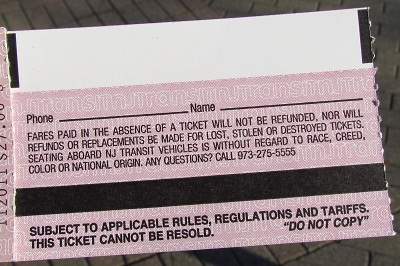 Phone Name
FARES PAID IN THE ABSENCE OF A TICKET WILL NOT BE REFUNDED, NOR WILL
REFUNDS OR REPLACEMENTS BE MADE FOR LOST, STOLEN OR DESTROYED TICKETS.
SEATING ABOARD NJ TRANSIT VEHICLES IS WITHOUT REGARD TO RACE, CREED,
COLOR OR NATIONAL ORIGIN. ANY QUESTIONS? CALL 973-275-5555
SUBJECT TO APPLICABLE RULES, REGULATIONS AND TARIFFS.
THIS TICKET CANNOT BE RESOLD. "DO NOT COPY"